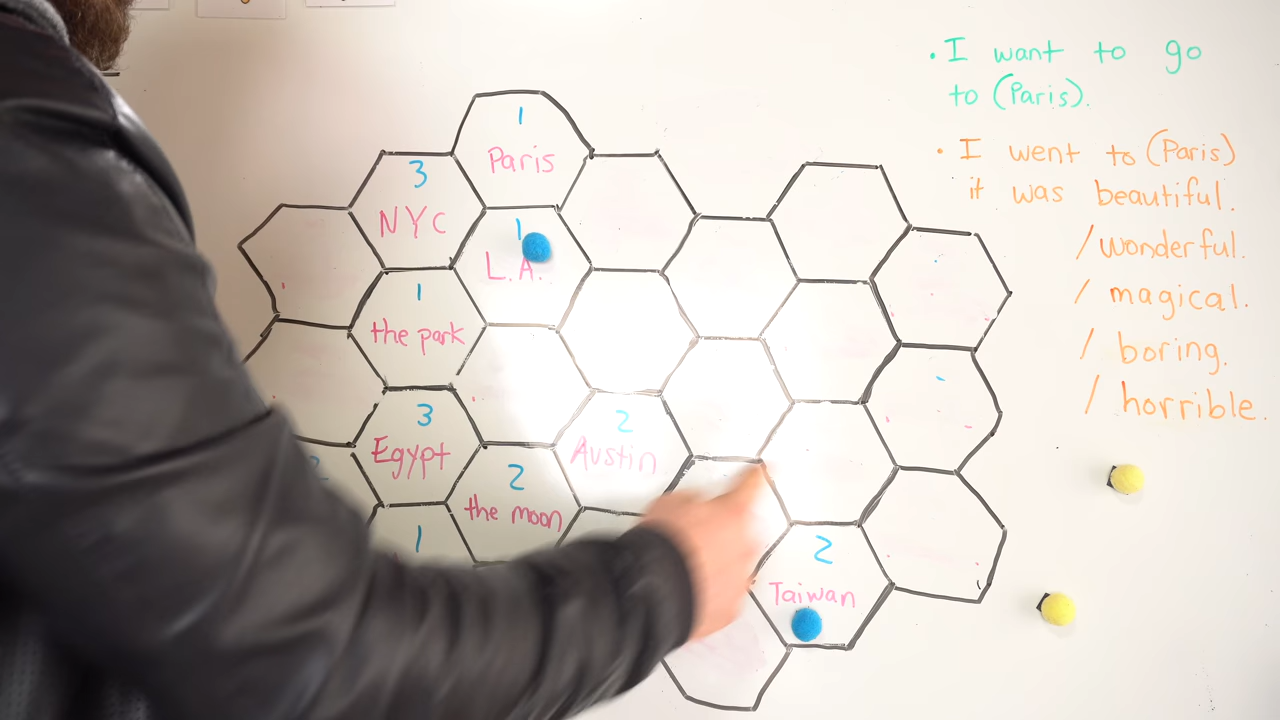 1
Paris
3
NYC
1
L.A.
1
the park
3
Egypt
2
the moon
2
Austin
1
2
Taiwan
• I want to go
to (Paris).
• I went to (Paris)
it was beautiful.
/ wonderful.
/ magical.
/ boring.
/ horrible.